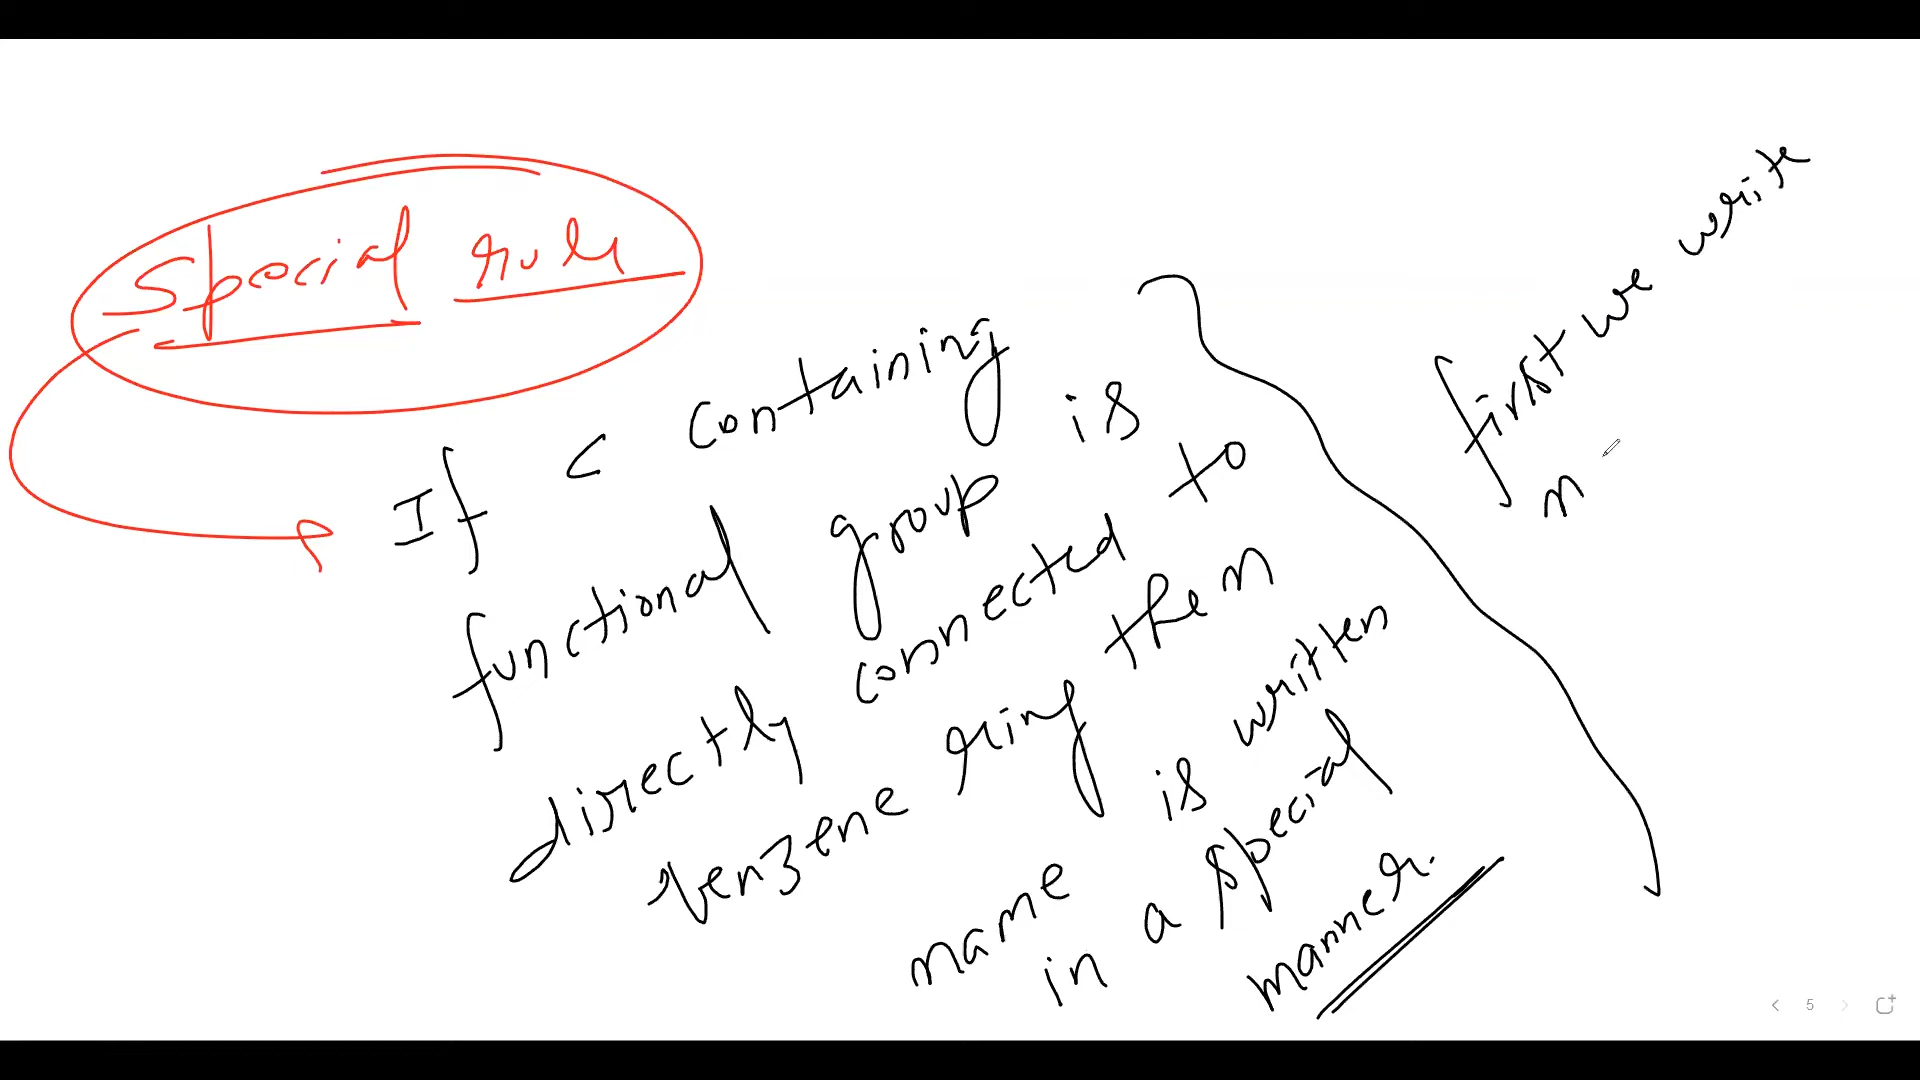 Special rule
If C containing
functional group is
directly connected to
benzene ring then
name is written
in a special
manner.
first we write
n
5